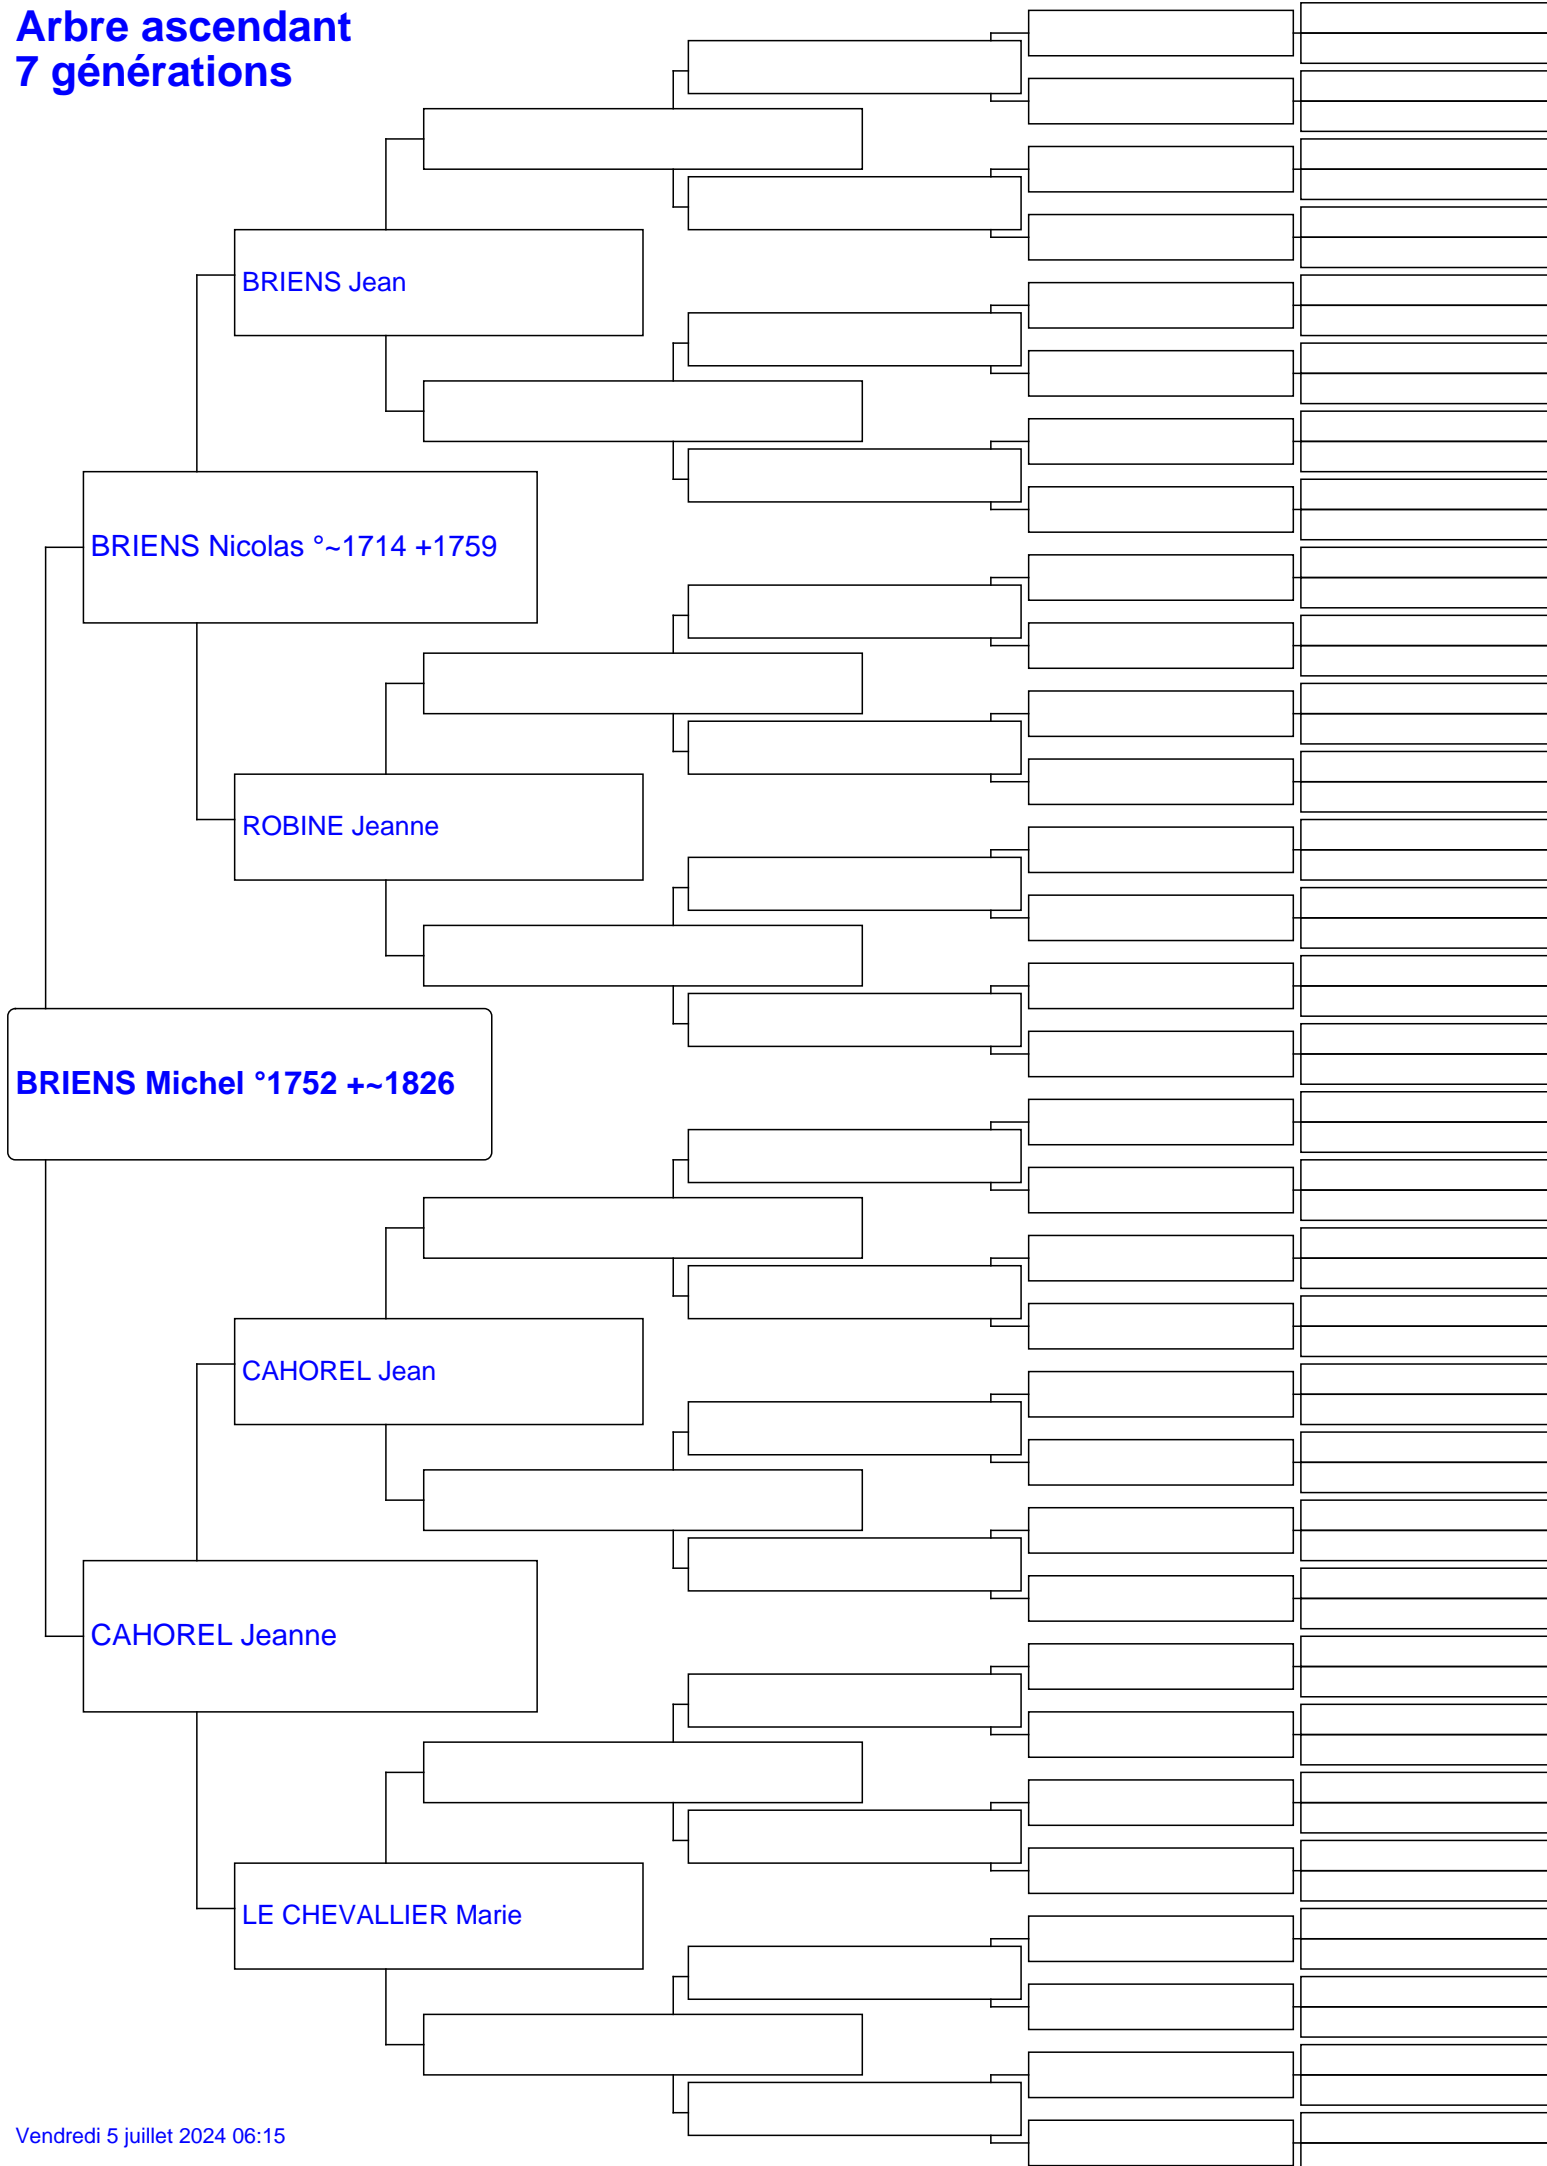 Arbre ascendant
7 générations
BRIENS Jean
BRIENS Nicolas °~1714 +1759
ROBINE Jeanne
BRIENS Michel °1752 +~1826
CAHOREL Jean
CAHOREL Jeanne
LE CHEVALLIER Marie
Vendredi 5 juillet 2024 06:15